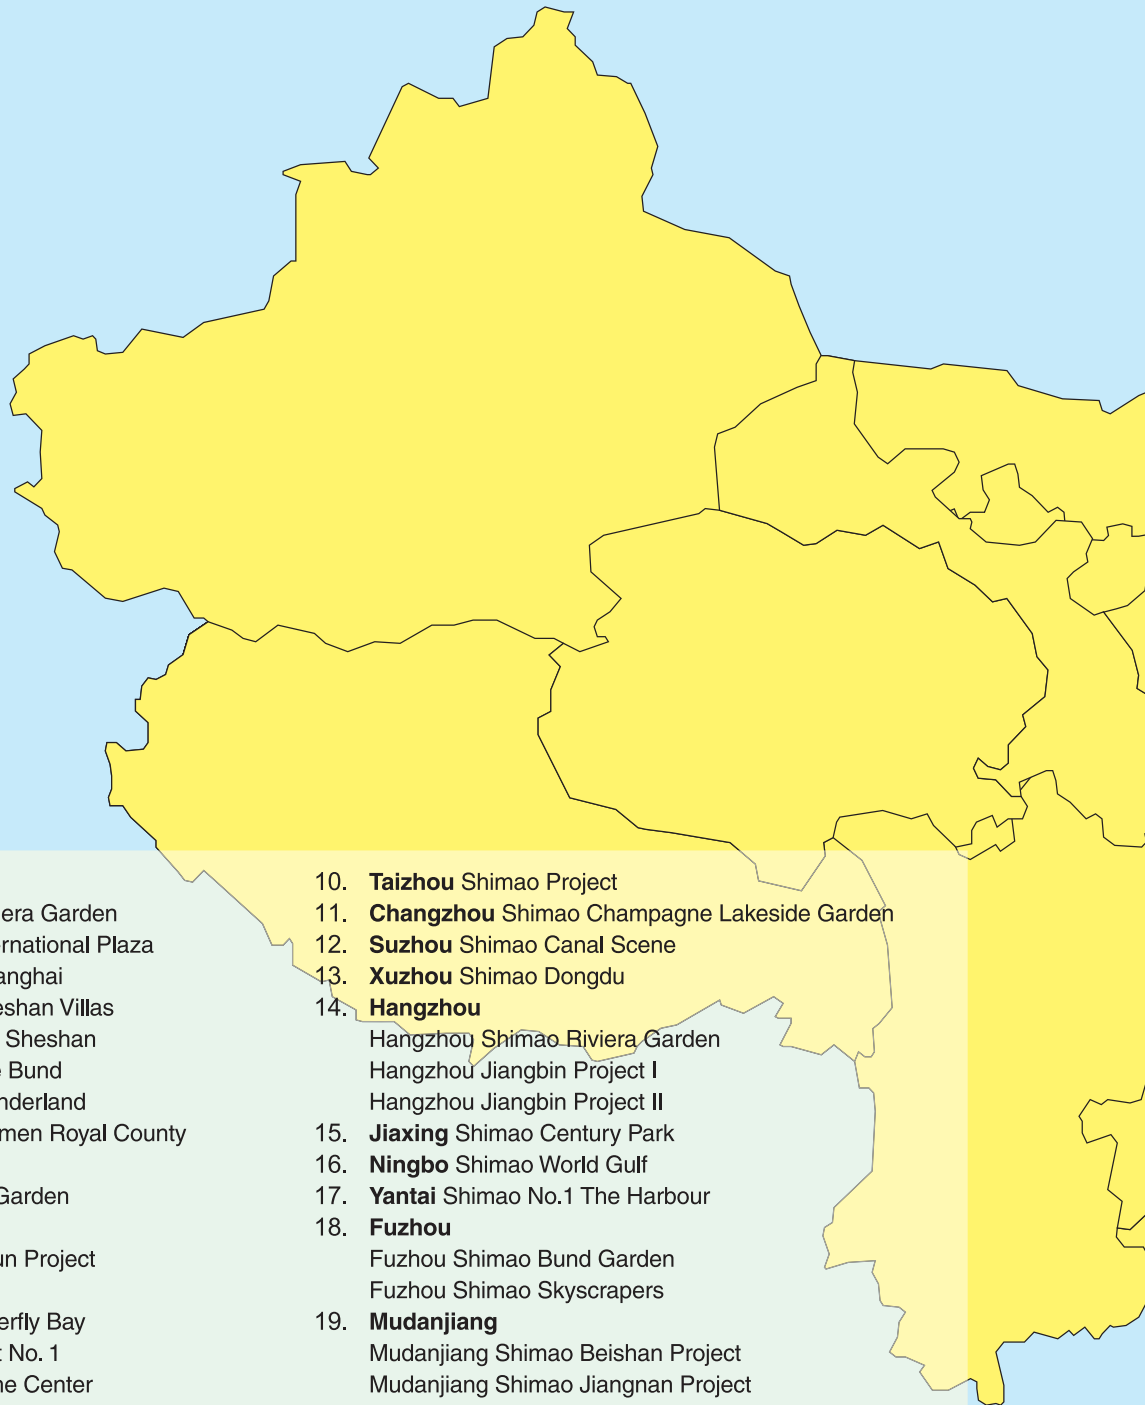 era Garden
ernational Plaza
anghai
eshan Villas
Sheshan
e Bund
nderland
men Royal County
Garden
un Project
erfly Bay
t No. 1
ne Center
10. Taizhou Shimao Project
11. Changzhou Shimao Champagne Lakeside Garden
12. Suzhou Shimao Canal Scene
13. Xuzhou Shimao Dongdu
14. Hangzhou
Hangzhou Shimao Riviera Garden
Hangzhou Jiangbin Project I
Hangzhou Jiangbin Project II
15. Jiaxing Shimao Century Park
16. Ningbo Shimao World Gulf
17. Yantai Shimao No.1 The Harbour
18. Fuzhou
Fuzhou Shimao Bund Garden
Fuzhou Shimao Skyscrapers
19. Mudanjiang
Mudanjiang Shimao Beishan Project
Mudanjiang Shimao Jiangnan Project